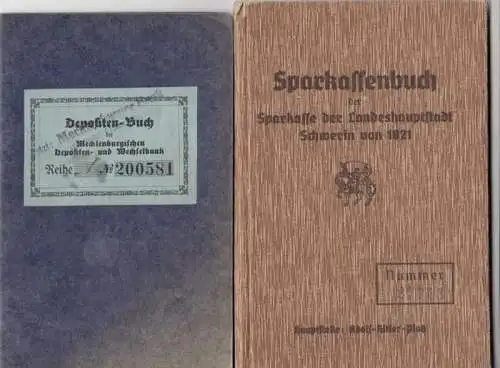 Depositen-Buch
der
Mecklenburgischen
Depositen- und Wechselbank
Reihe № 200581
Sparkassenbuch
der
Sparkasse der Landeshauptstadt
Schwerin von 1821
Nummer
Hauptstelle: Adolf-Hitler-Platz